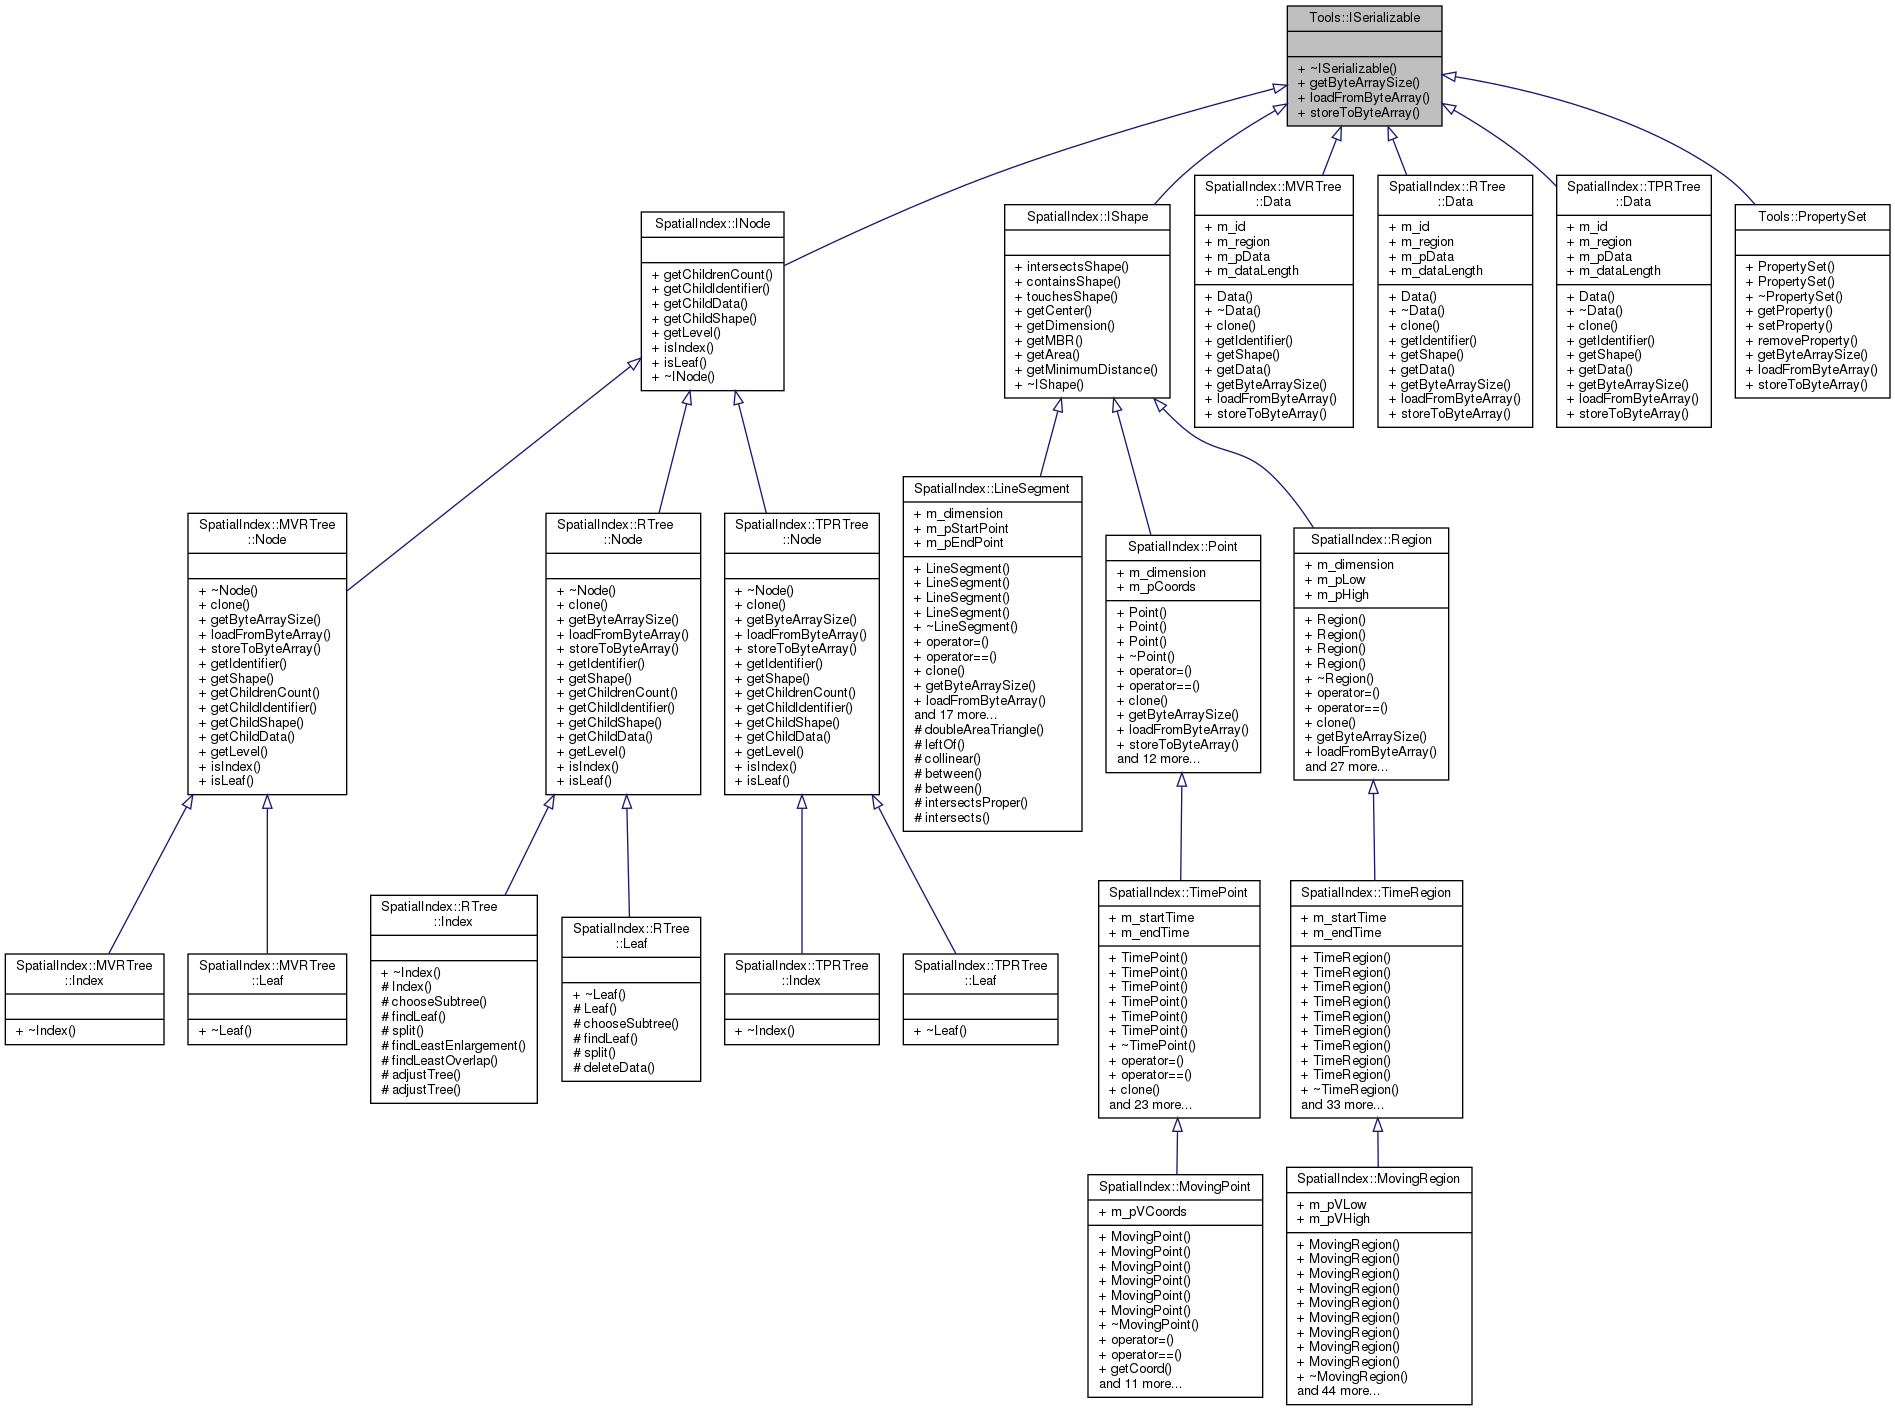 Tools::ISerializable
+ ~ISerializable()
+ getByteArraySize()
+ loadFromByteArray()
+ storeToByteArray()
SpatialIndex::INode
+ getChildrenCount()
+ getChildIdentifier()
+ getChildData()
+ getChildShape()
+ getLevel()
+ isIndex()
+ isLeaf()
+ ~INode()
SpatialIndex::IShape
+ intersectsShape()
+ containsShape()
+ touchesShape()
+ getCenter()
+ getDimension()
+ getMBR()
+ getArea()
+ getMinimumDistance()
+ ~IShape()
SpatialIndex::MVRTree
::Data
+ m_id
+ m_region
+ m_pData
+ m_dataLength
+ Data()
+ ~Data()
+ clone()
+ getIdentifier()
+ getShape()
+ getData()
+ getByteArraySize()
+ loadFromByteArray()
+ storeToByteArray()
SpatialIndex::RTree
::Data
+ m_id
+ m_region
+ m_pData
+ m_dataLength
+ Data()
+ ~Data()
+ clone()
+ getIdentifier()
+ getShape()
+ getData()
+ getByteArraySize()
+ loadFromByteArray()
+ storeToByteArray()
SpatialIndex::TPRTree
::Data
+ m_id
+ m_region
+ m_pData
+ m_dataLength
+ Data()
+ ~Data()
+ clone()
+ getIdentifier()
+ getShape()
+ getData()
+ getByteArraySize()
+ loadFromByteArray()
+ storeToByteArray()
Tools::PropertySet
+ PropertySet()
+ PropertySet()
+ ~PropertySet()
+ getProperty()
+ setProperty()
+ removeProperty()
+ getByteArraySize()
+ loadFromByteArray()
+ storeToByteArray()
SpatialIndex::MVRTree
::Node
+ ~Node()
+ clone()
+ getByteArraySize()
+ loadFromByteArray()
+ storeToByteArray()
+ getIdentifier()
+ getShape()
+ getChildrenCount()
+ getChildIdentifier()
+ getChildShape()
+ getChildData()
+ getLevel()
+ isIndex()
+ isLeaf()
SpatialIndex::RTree
::Node
+ ~Node()
+ clone()
+ getByteArraySize()
+ loadFromByteArray()
+ storeToByteArray()
+ getIdentifier()
+ getShape()
+ getChildrenCount()
+ getChildIdentifier()
+ getChildShape()
+ getChildData()
+ getLevel()
+ isIndex()
+ isLeaf()
SpatialIndex::TPRTree
::Node
+ ~Node()
+ clone()
+ getByteArraySize()
+ loadFromByteArray()
+ storeToByteArray()
+ getIdentifier()
+ getShape()
+ getChildrenCount()
+ getChildIdentifier()
+ getChildShape()
+ getChildData()
+ getLevel()
+ isIndex()
+ isLeaf()
SpatialIndex::LineSegment
+ m_dimension
+ m_pStartPoint
+ m_pEndPoint
+ LineSegment()
+ LineSegment()
+ LineSegment()
+ LineSegment()
+ ~LineSegment()
+ operator=()
+ operator==()
+ clone()
+ getByteArraySize()
+ loadFromByteArray()
and 17 more...
# doubleAreaTriangle()
# leftOf()
# collinear()
# between()
# between()
# intersectsProper()
# intersects()
SpatialIndex::Point
+ m_dimension
+ m_pCoords
+ Point()
+ Point()
+ Point()
+ ~Point()
+ operator=()
+ operator==()
+ clone()
+ getByteArraySize()
+ loadFromByteArray()
+ storeToByteArray()
and 12 more...
SpatialIndex::Region
+ m_dimension
+ m_pLow
+ m_pHigh
+ Region()
+ Region()
+ Region()
+ Region()
+ ~Region()
+ operator=()
+ operator==()
+ clone()
+ getByteArraySize()
+ loadFromByteArray()
and 27 more...
SpatialIndex::MVRTree
::Index
+ ~Index()
SpatialIndex::MVRTree
::Leaf
+ ~Leaf()
SpatialIndex::RTree
::Index
+ ~Index()
# Index()
# chooseSubtree()
# findLeaf()
# split()
# findLeastEnlargement()
# findLeastOverlap()
# adjustTree()
# adjustTree()
SpatialIndex::RTree
::Leaf
+ ~Leaf()
# Leaf()
# chooseSubtree()
# findLeaf()
# split()
# deleteData()
SpatialIndex::TPRTree
::Index
+ ~Index()
SpatialIndex::TPRTree
::Leaf
+ ~Leaf()
SpatialIndex::TimePoint
+ m_startTime
+ m_endTime
+ TimePoint()
+ TimePoint()
+ TimePoint()
+ TimePoint()
+ TimePoint()
+ TimePoint()
+ ~TimePoint()
+ operator=()
+ operator==()
+ clone()
and 23 more...
SpatialIndex::TimeRegion
+ m_startTime
+ m_endTime
+ TimeRegion()
+ TimeRegion()
+ TimeRegion()
+ TimeRegion()
+ TimeRegion()
+ TimeRegion()
+ TimeRegion()
+ TimeRegion()
+ TimeRegion()
+ ~TimeRegion()
and 33 more...
SpatialIndex::MovingPoint
+ m_pVCoords
+ MovingPoint()
+ MovingPoint()
+ MovingPoint()
+ MovingPoint()
+ MovingPoint()
+ MovingPoint()
+ ~MovingPoint()
+ operator=()
+ operator==()
+ getCoord()
and 11 more...
SpatialIndex::MovingRegion
+ m_pVLow
+ m_pVHigh
+ MovingRegion()
+ MovingRegion()
+ MovingRegion()
+ MovingRegion()
+ MovingRegion()
+ MovingRegion()
+ MovingRegion()
+ MovingRegion()
+ MovingRegion()
+ ~MovingRegion()
and 44 more...